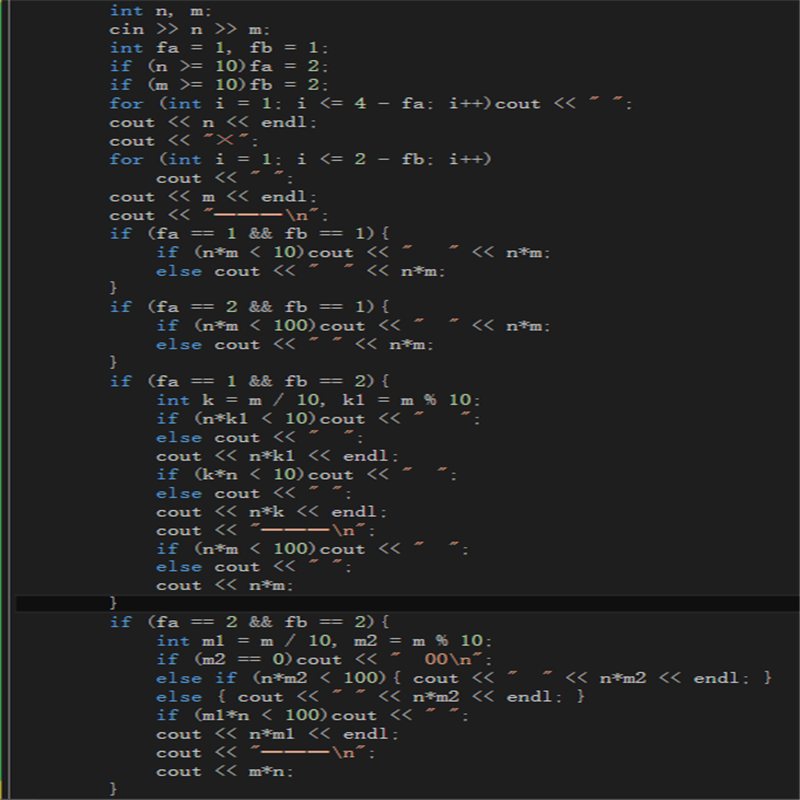 int n, m;
cin >> n >> m;
int fa = 1, fb = 1;
if (n >= 10)fa = 2;
if (m >= 10)fb = 2;
for (int i = 1; i <= 4 - fa; i++)cout << " ";
cout << n << endl;
cout << "×";
for (int i = 1; i <= 2 - fb; i++)
    cout << " ";
cout << m << endl;
cout << "———\n";
if (fa == 1 && fb == 1){
    if (n*m < 10)cout << "   " << n*m;
    else cout << "  " << n*m;
}
if (fa == 2 && fb == 1){
    if (n*m < 100)cout << "  " << n*m;
    else cout << " " << n*m;
}
if (fa == 1 && fb == 2){
    int k = m / 10, k1 = m % 10;
    if (n*k1 < 10)cout << "   ";
    else cout << "  ";
    cout << n*k1 << endl;
    if (k*n < 10)cout << "  ";
    else cout << " ";
    cout << n*k << endl;
    cout << "———\n";
    if (n*m < 100)cout << "  ";
    else cout << " ";
    cout << n*m;
}
if (fa == 2 && fb == 2){
    int m1 = m / 10, m2 = m % 10;
    if (m2 == 0)cout << "  00\n";
    else if (n*m2 < 100){ cout << "  " << n*m2 << endl; }
    else { cout << " " << n*m2 << endl; }
    if (m1*n < 100)cout << " ";
    cout << n*m1 << endl;
    cout << "———\n";
    cout << m*n;
}